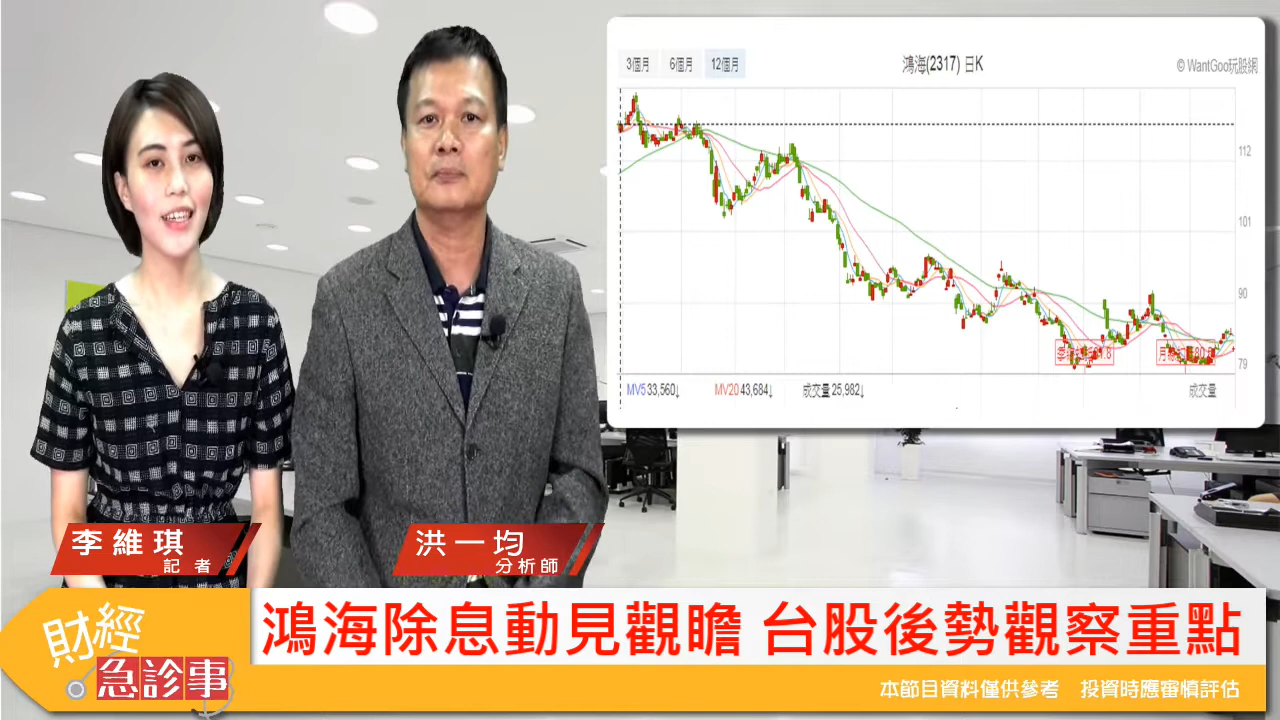 3個月 6個月 12個月
鴻海(2317) 日K
© WantGoo玩股網
112
101
90
79
MV5 33,560↓ MV20 43,684↓ 成交量 25,982↓
成交量
李維琪
記者
洪一均
分析師
財經
急診事
鴻海除息動見觀瞻 台股後勢觀察重點
本節目資料僅供參考 投資時應審慎評估